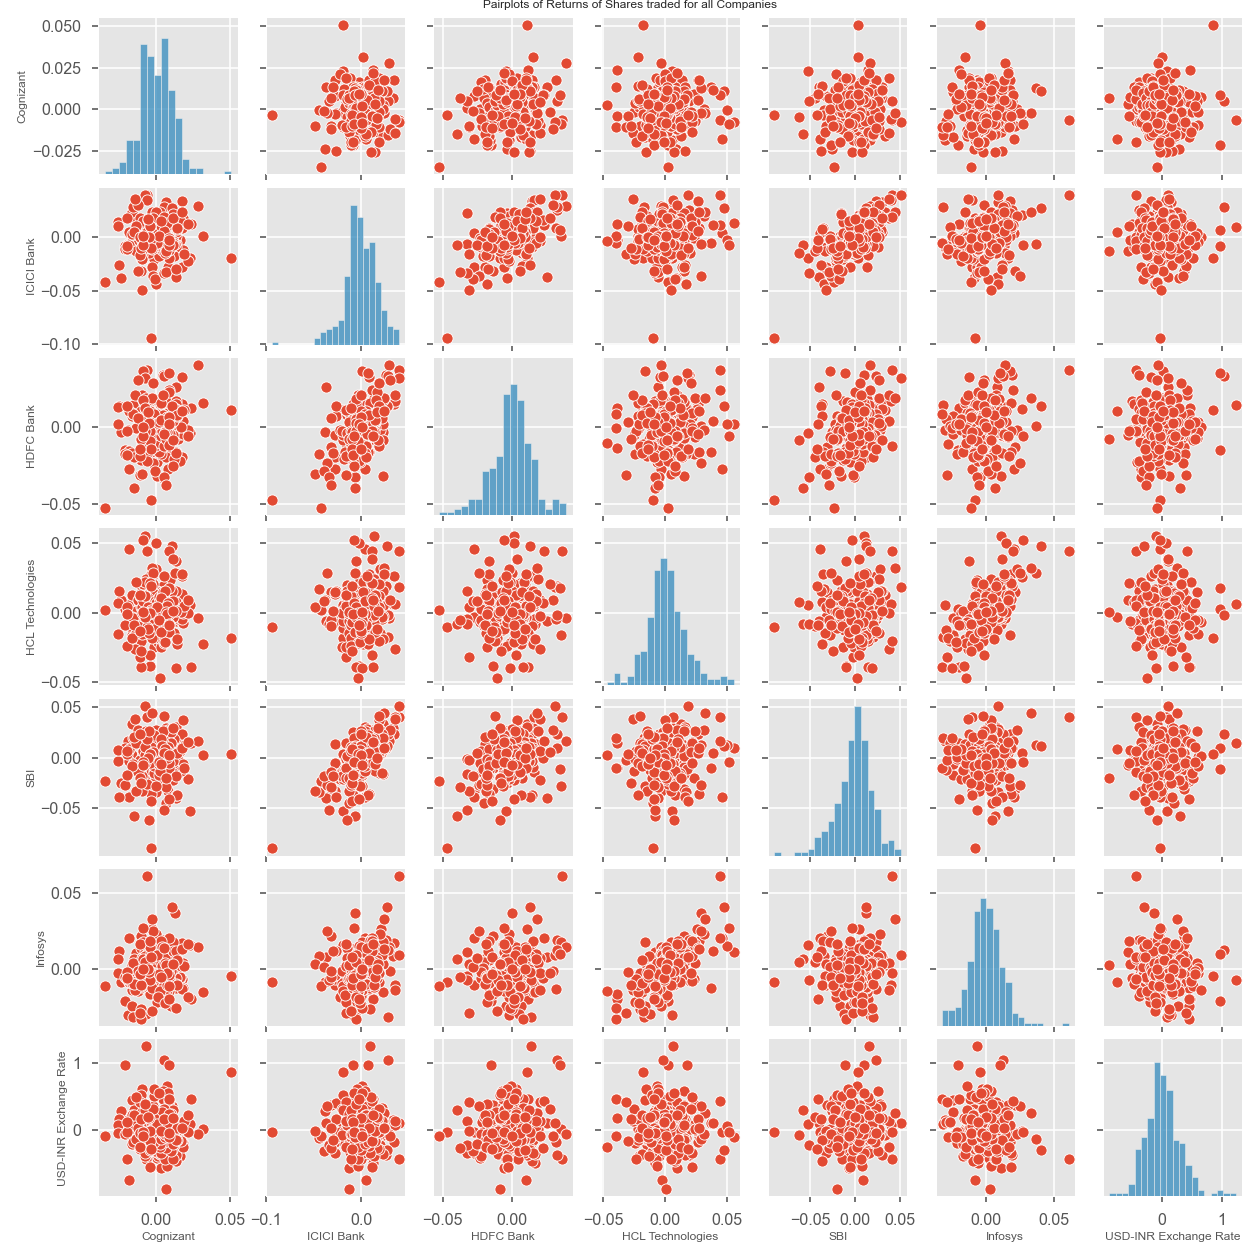 Pairplots of Returns of Shares traded for all Companies
0.050
0.025
0.000
−0.025
Cognizant
0.00
−0.05
−0.10
ICICI Bank
0.00
−0.05
HDFC Bank
0.05
0.00
−0.05
HCL Technologies
0.05
0.00
−0.05
SBI
0.05
0.00
Infosys
1
0
USD-INR Exchange Rate
0.00 0.05 −0.1 0.0 −0.05 0.00 −0.05 0.00 0.05 −0.05 0.00 0.05 0.00 0.05 0 1
Cognizant ICICI Bank HDFC Bank HCL Technologies SBI Infosys USD-INR Exchange Rate